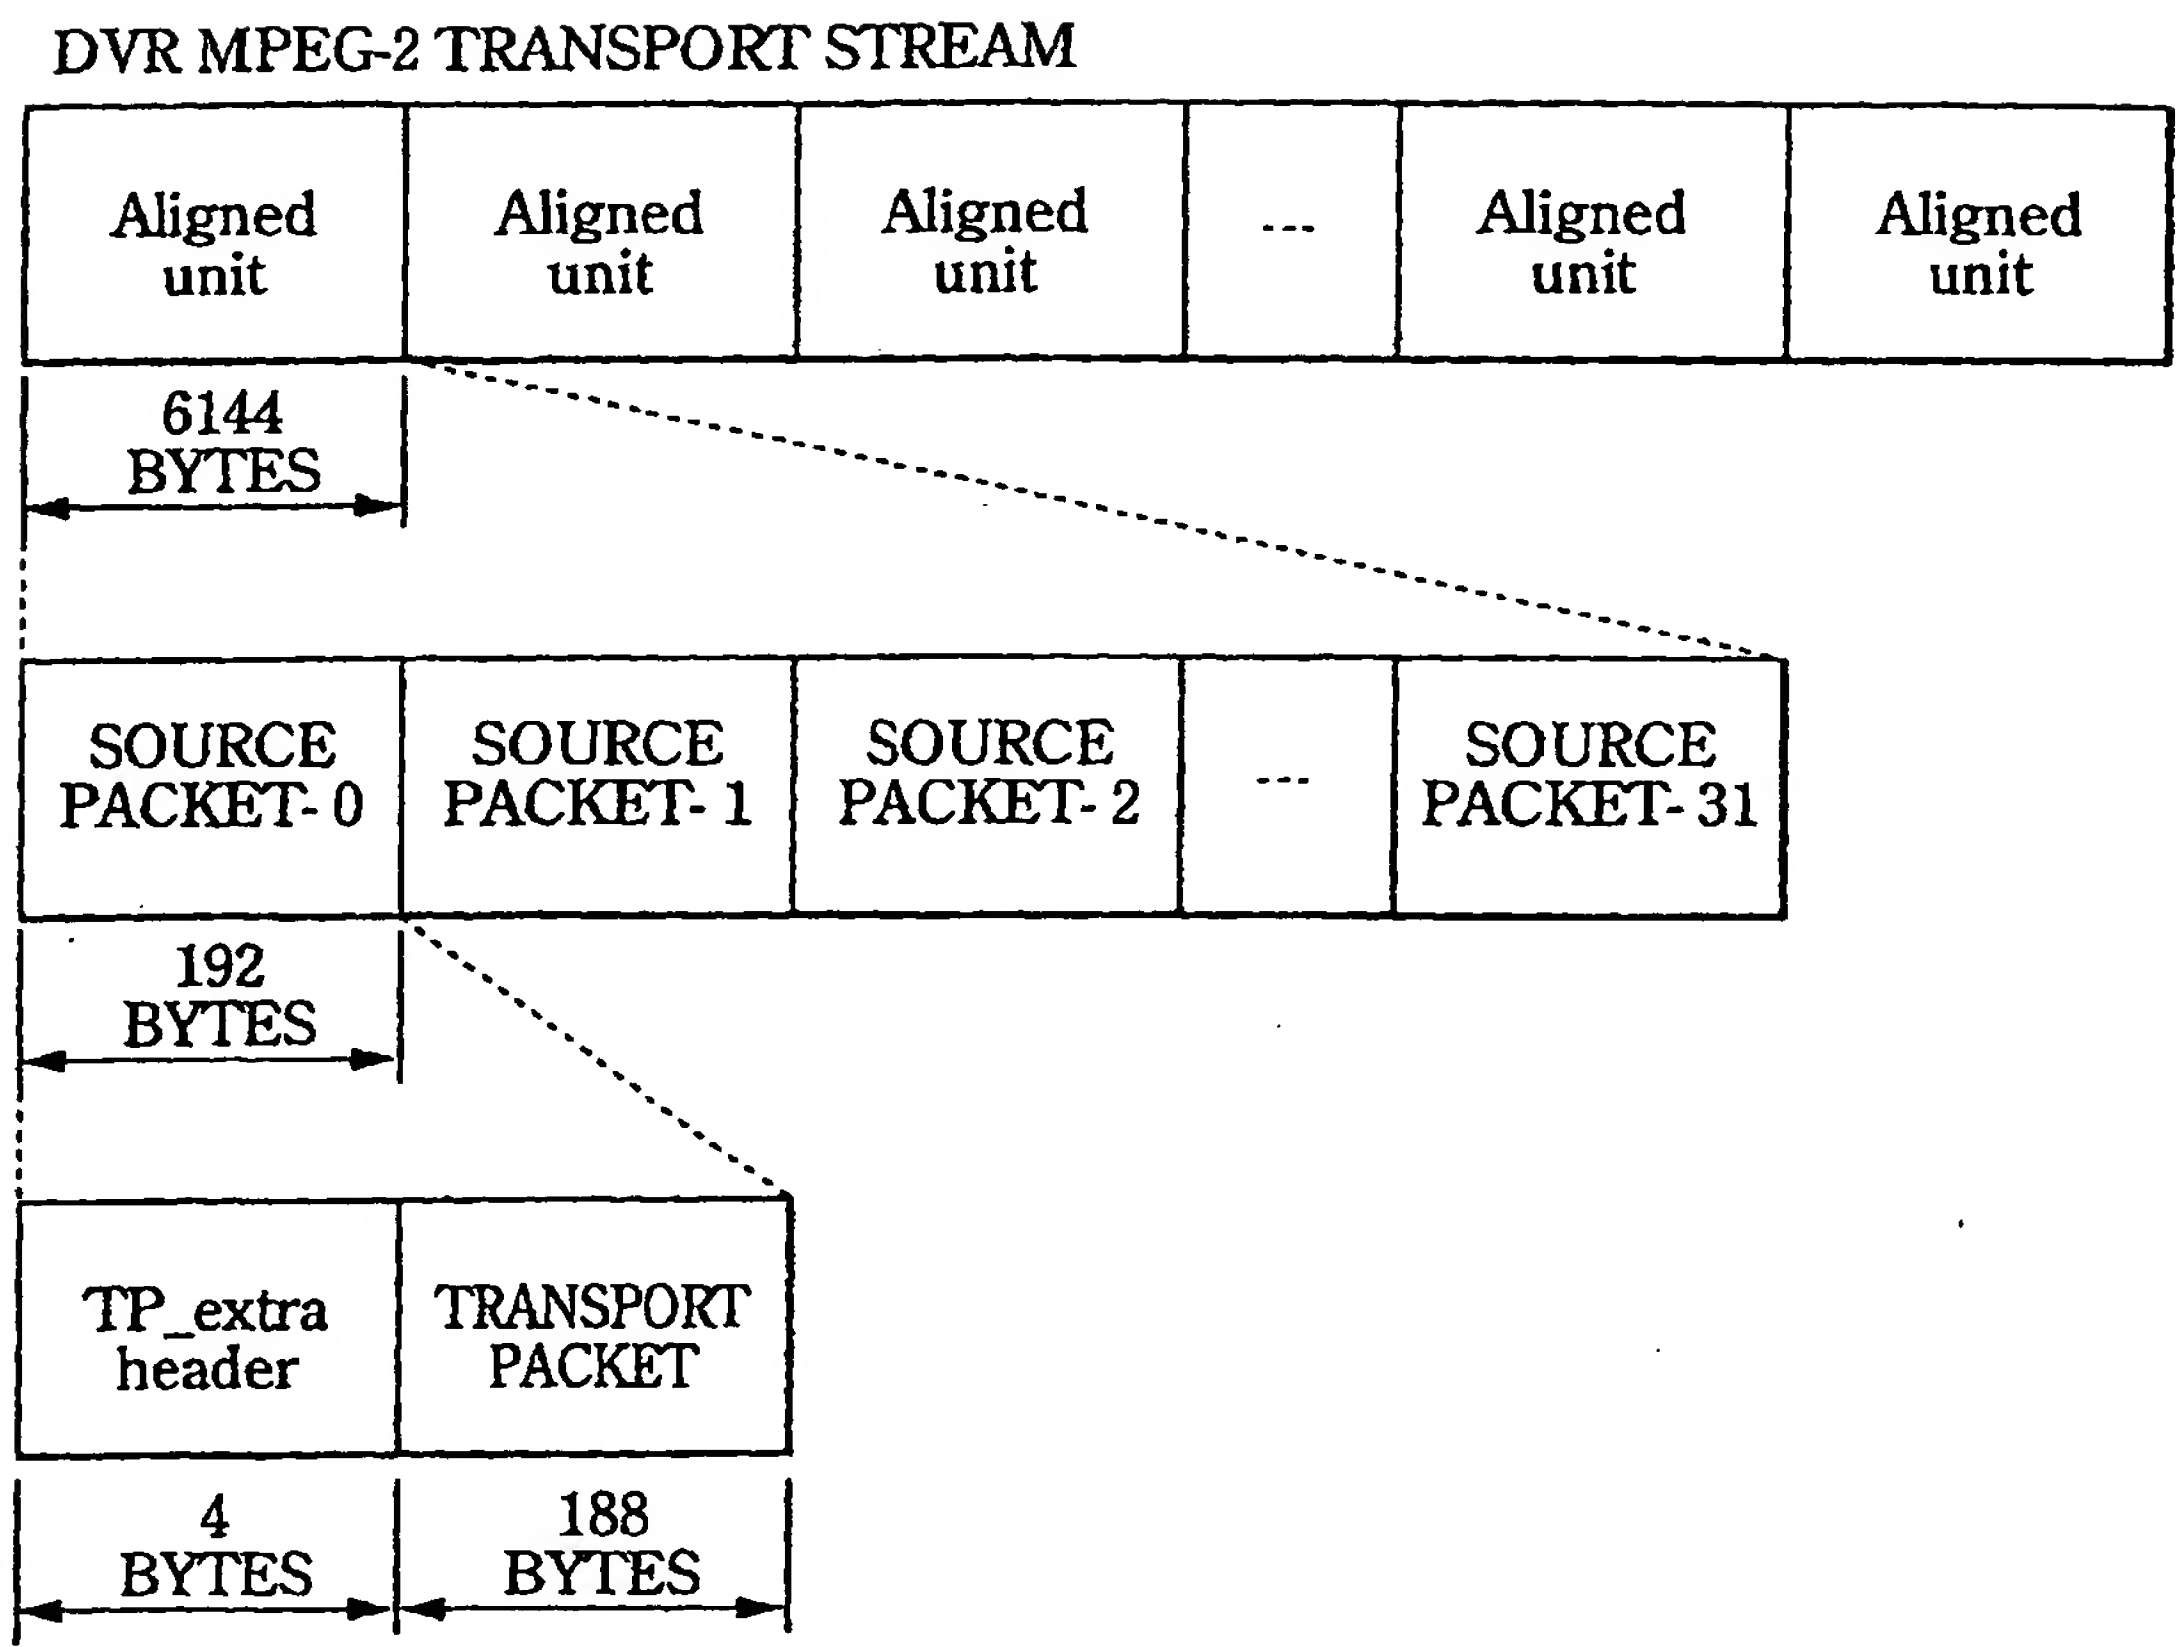 DVR MPEG-2 TRANSPORT STREAM
Aligned unit
Aligned unit
Aligned unit
---
Aligned unit
Aligned unit
6144
BYTES
SOURCE PACKET- 0
SOURCE PACKET- 1
SOURCE PACKET- 2
---
SOURCE PACKET- 31
192
BYTES
TP_extra header
TRANSPORT PACKET
4
BYTES
188
BYTES